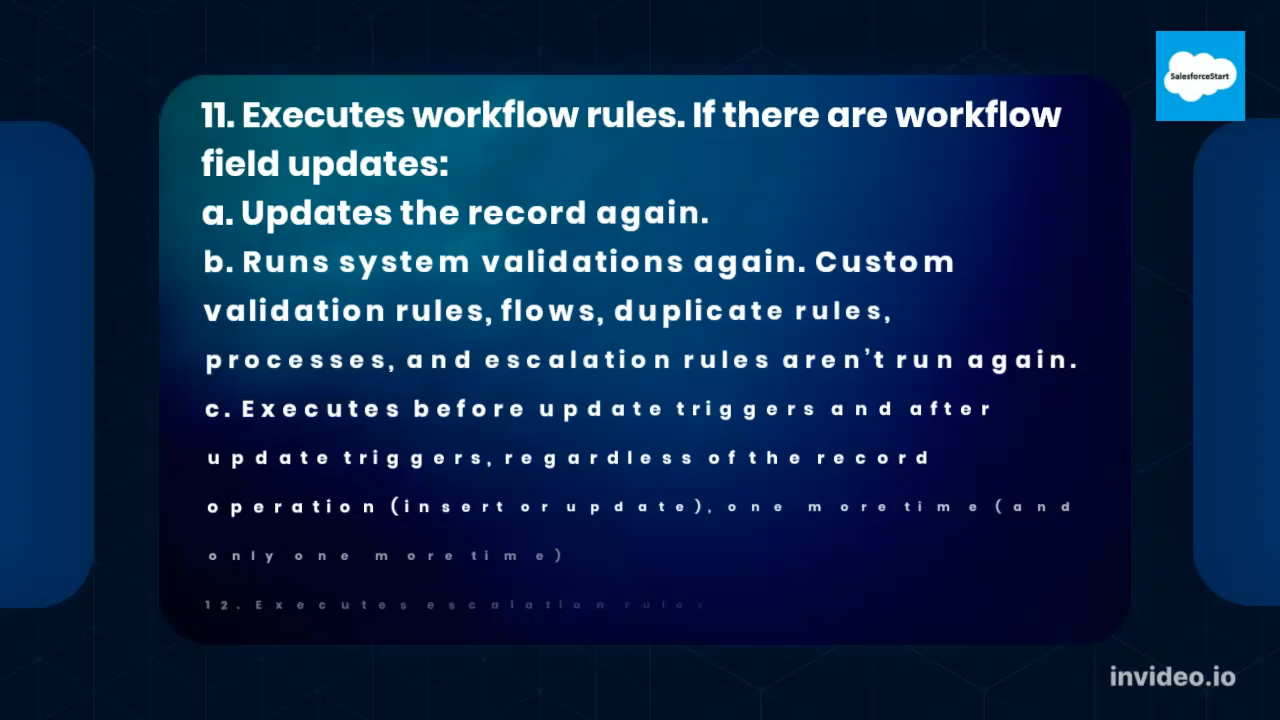 SalesforceStart
11. Executes workflow rules. If there are workflow
field updates:
a. Updates the record again.
b. Runs system validations again. Custom
validation rules, flows, duplicate rules,
processes, and escalation rules aren’t run again.
c. Executes before update triggers and after
update triggers, regardless of the record
operation (insert or update), one more time (and
only one more time)
12. Executes escalation rules.
invideo.io